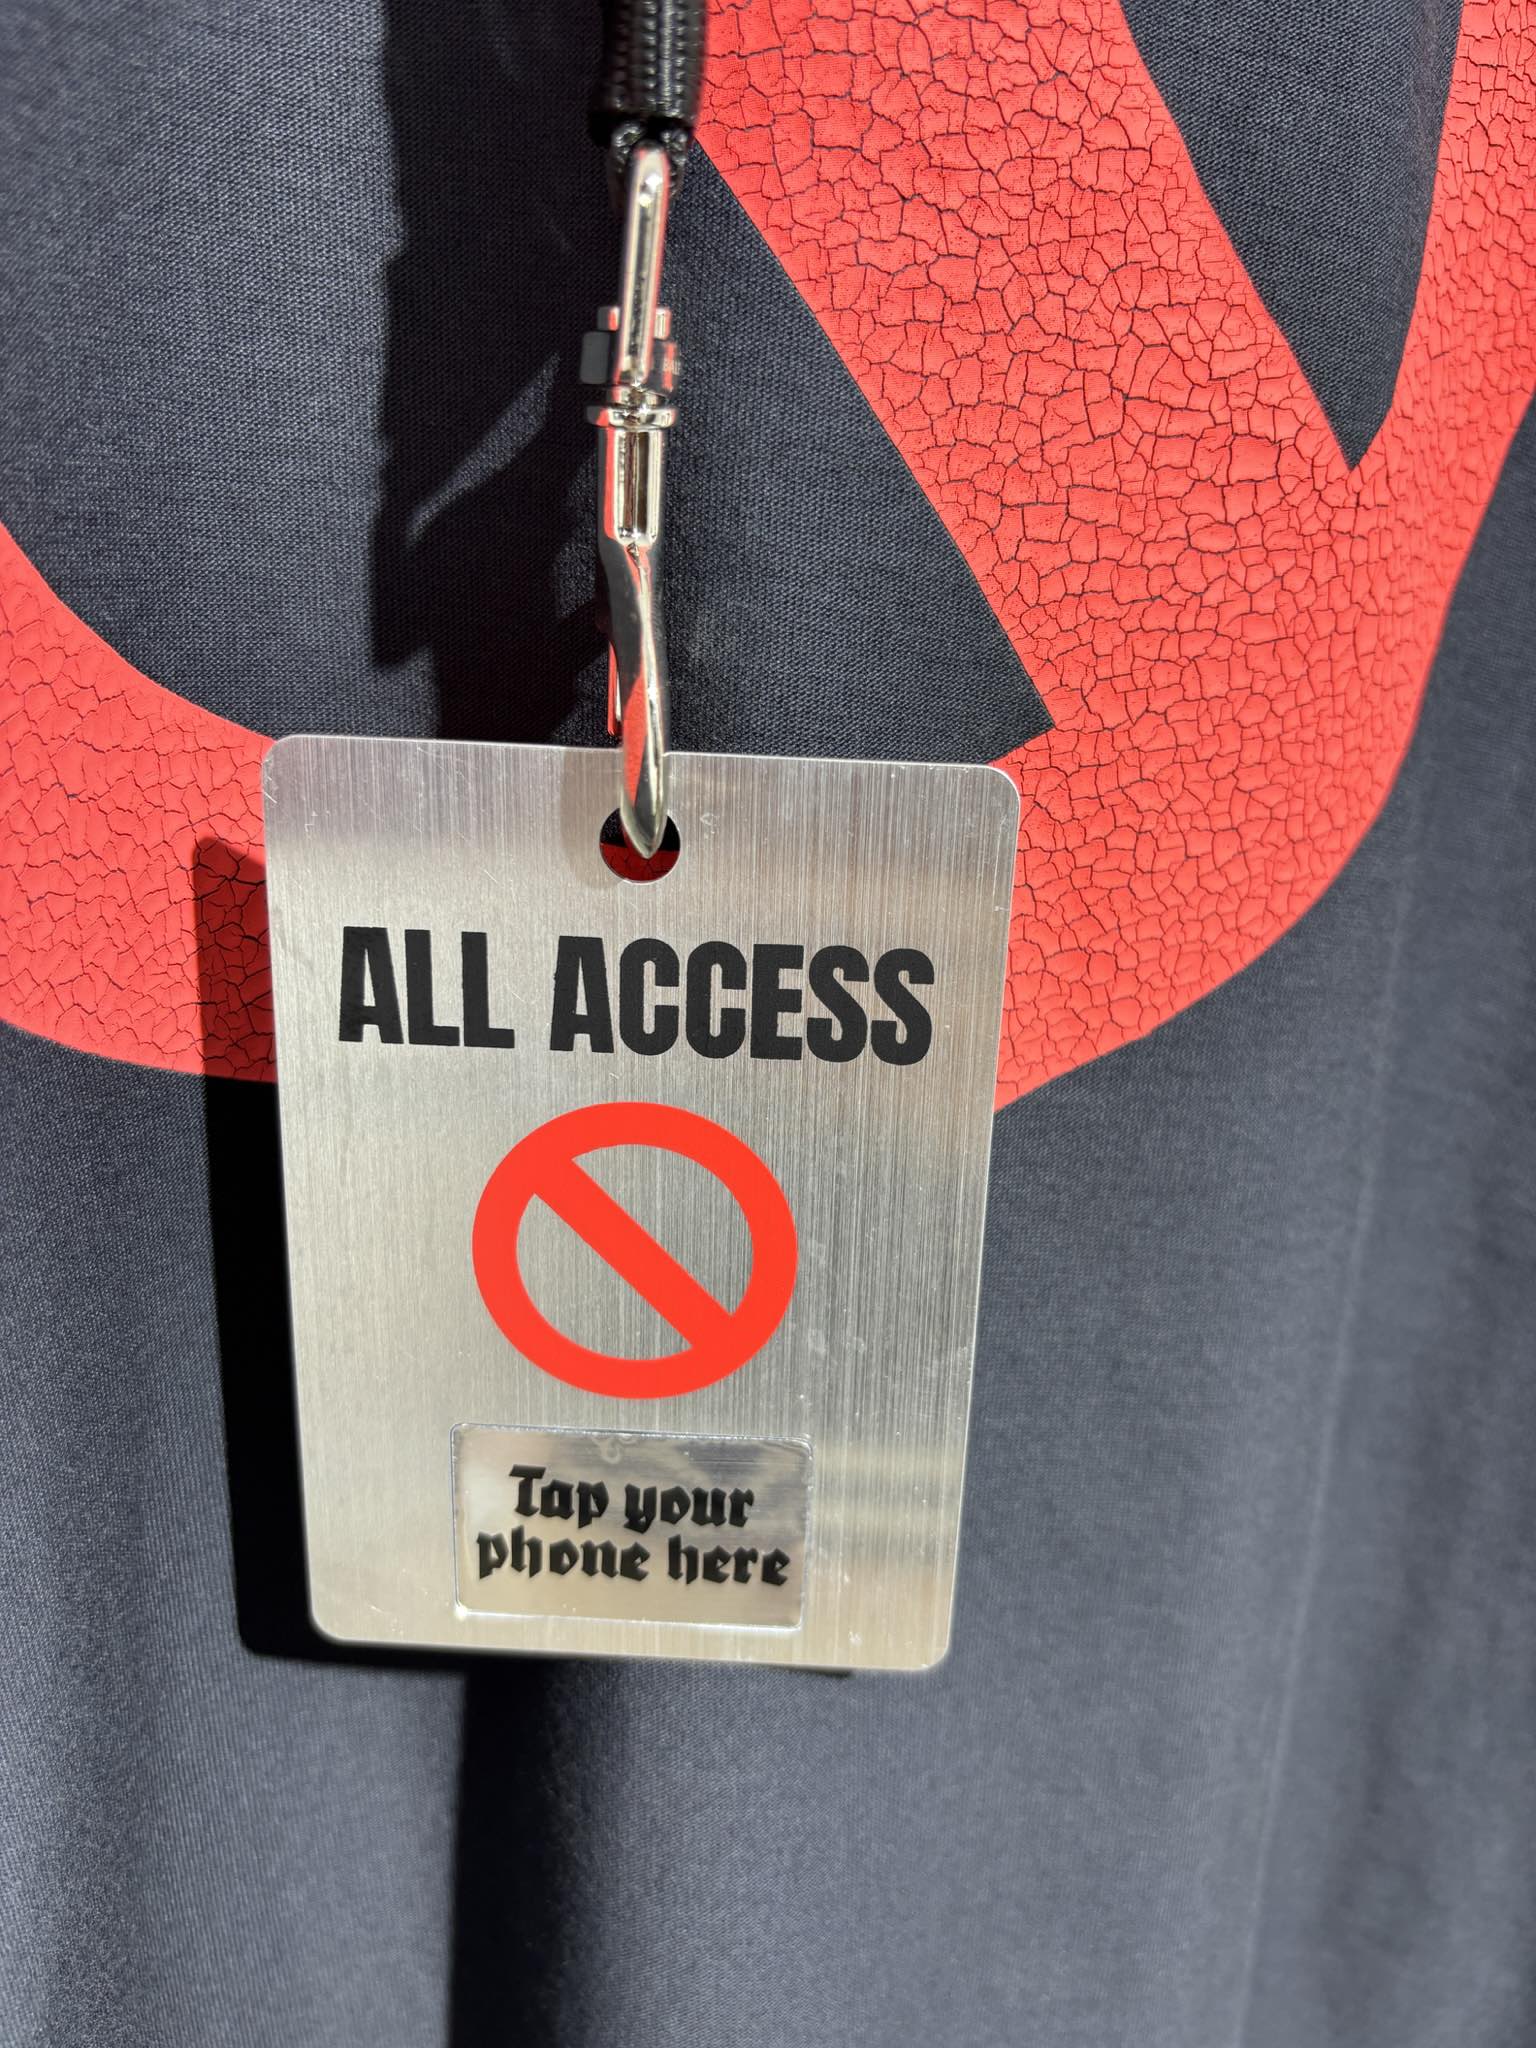 ALL ACCESS
Tap your
phone here